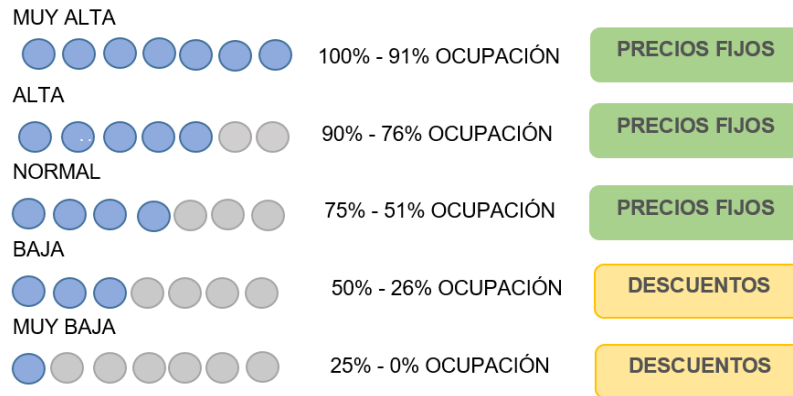 MUY ALTA
100% - 91% OCUPACIÓN
PRECIOS FIJOS
ALTA
90% - 76% OCUPACIÓN
PRECIOS FIJOS
NORMAL
75% - 51% OCUPACIÓN
PRECIOS FIJOS
BAJA
50% - 26% OCUPACIÓN
DESCUENTOS
MUY BAJA
25% - 0% OCUPACIÓN
DESCUENTOS